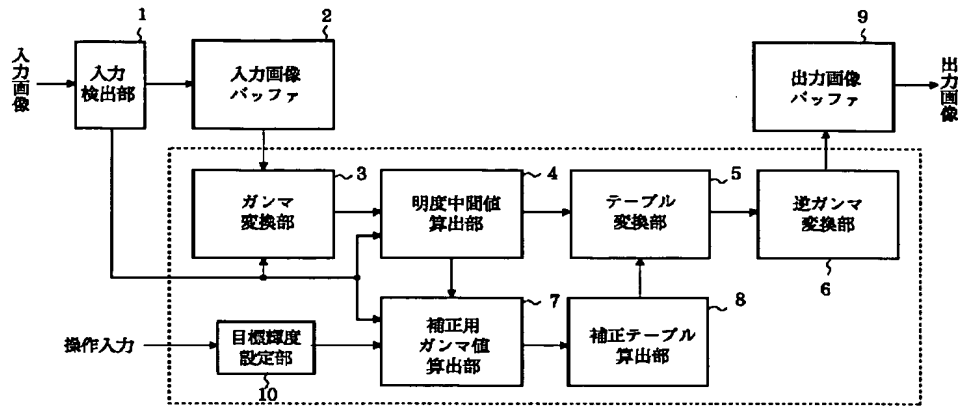 1
2
9
入力画像
入力
検出部
入力画像
バッファ
出力画像
バッファ
出力画像
3
4
5
ガンマ
変換部
明度中間値
算出部
テーブル
変換部
逆ガンマ
変換部
6
7
8
操作入力
目標輝度
設定部
補正用
ガンマ値
算出部
補正テーブル
算出部
10